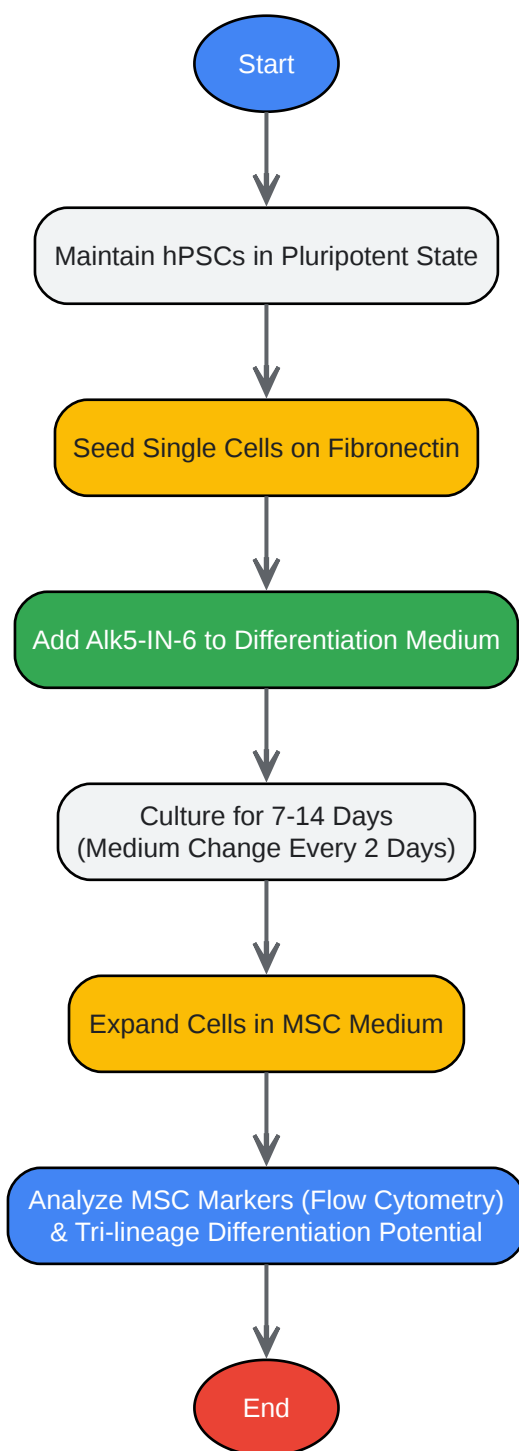 Start
Maintain hPSCs in Pluripotent State
Seed Single Cells on Fibronectin
Add Alk5-IN-6 to Differentiation Medium
Culture for 7-14 Days
(Medium Change Every 2 Days)
Expand Cells in MSC Medium
Analyze MSC Markers (Flow Cytometry)
& Tri-lineage Differentiation Potential
End